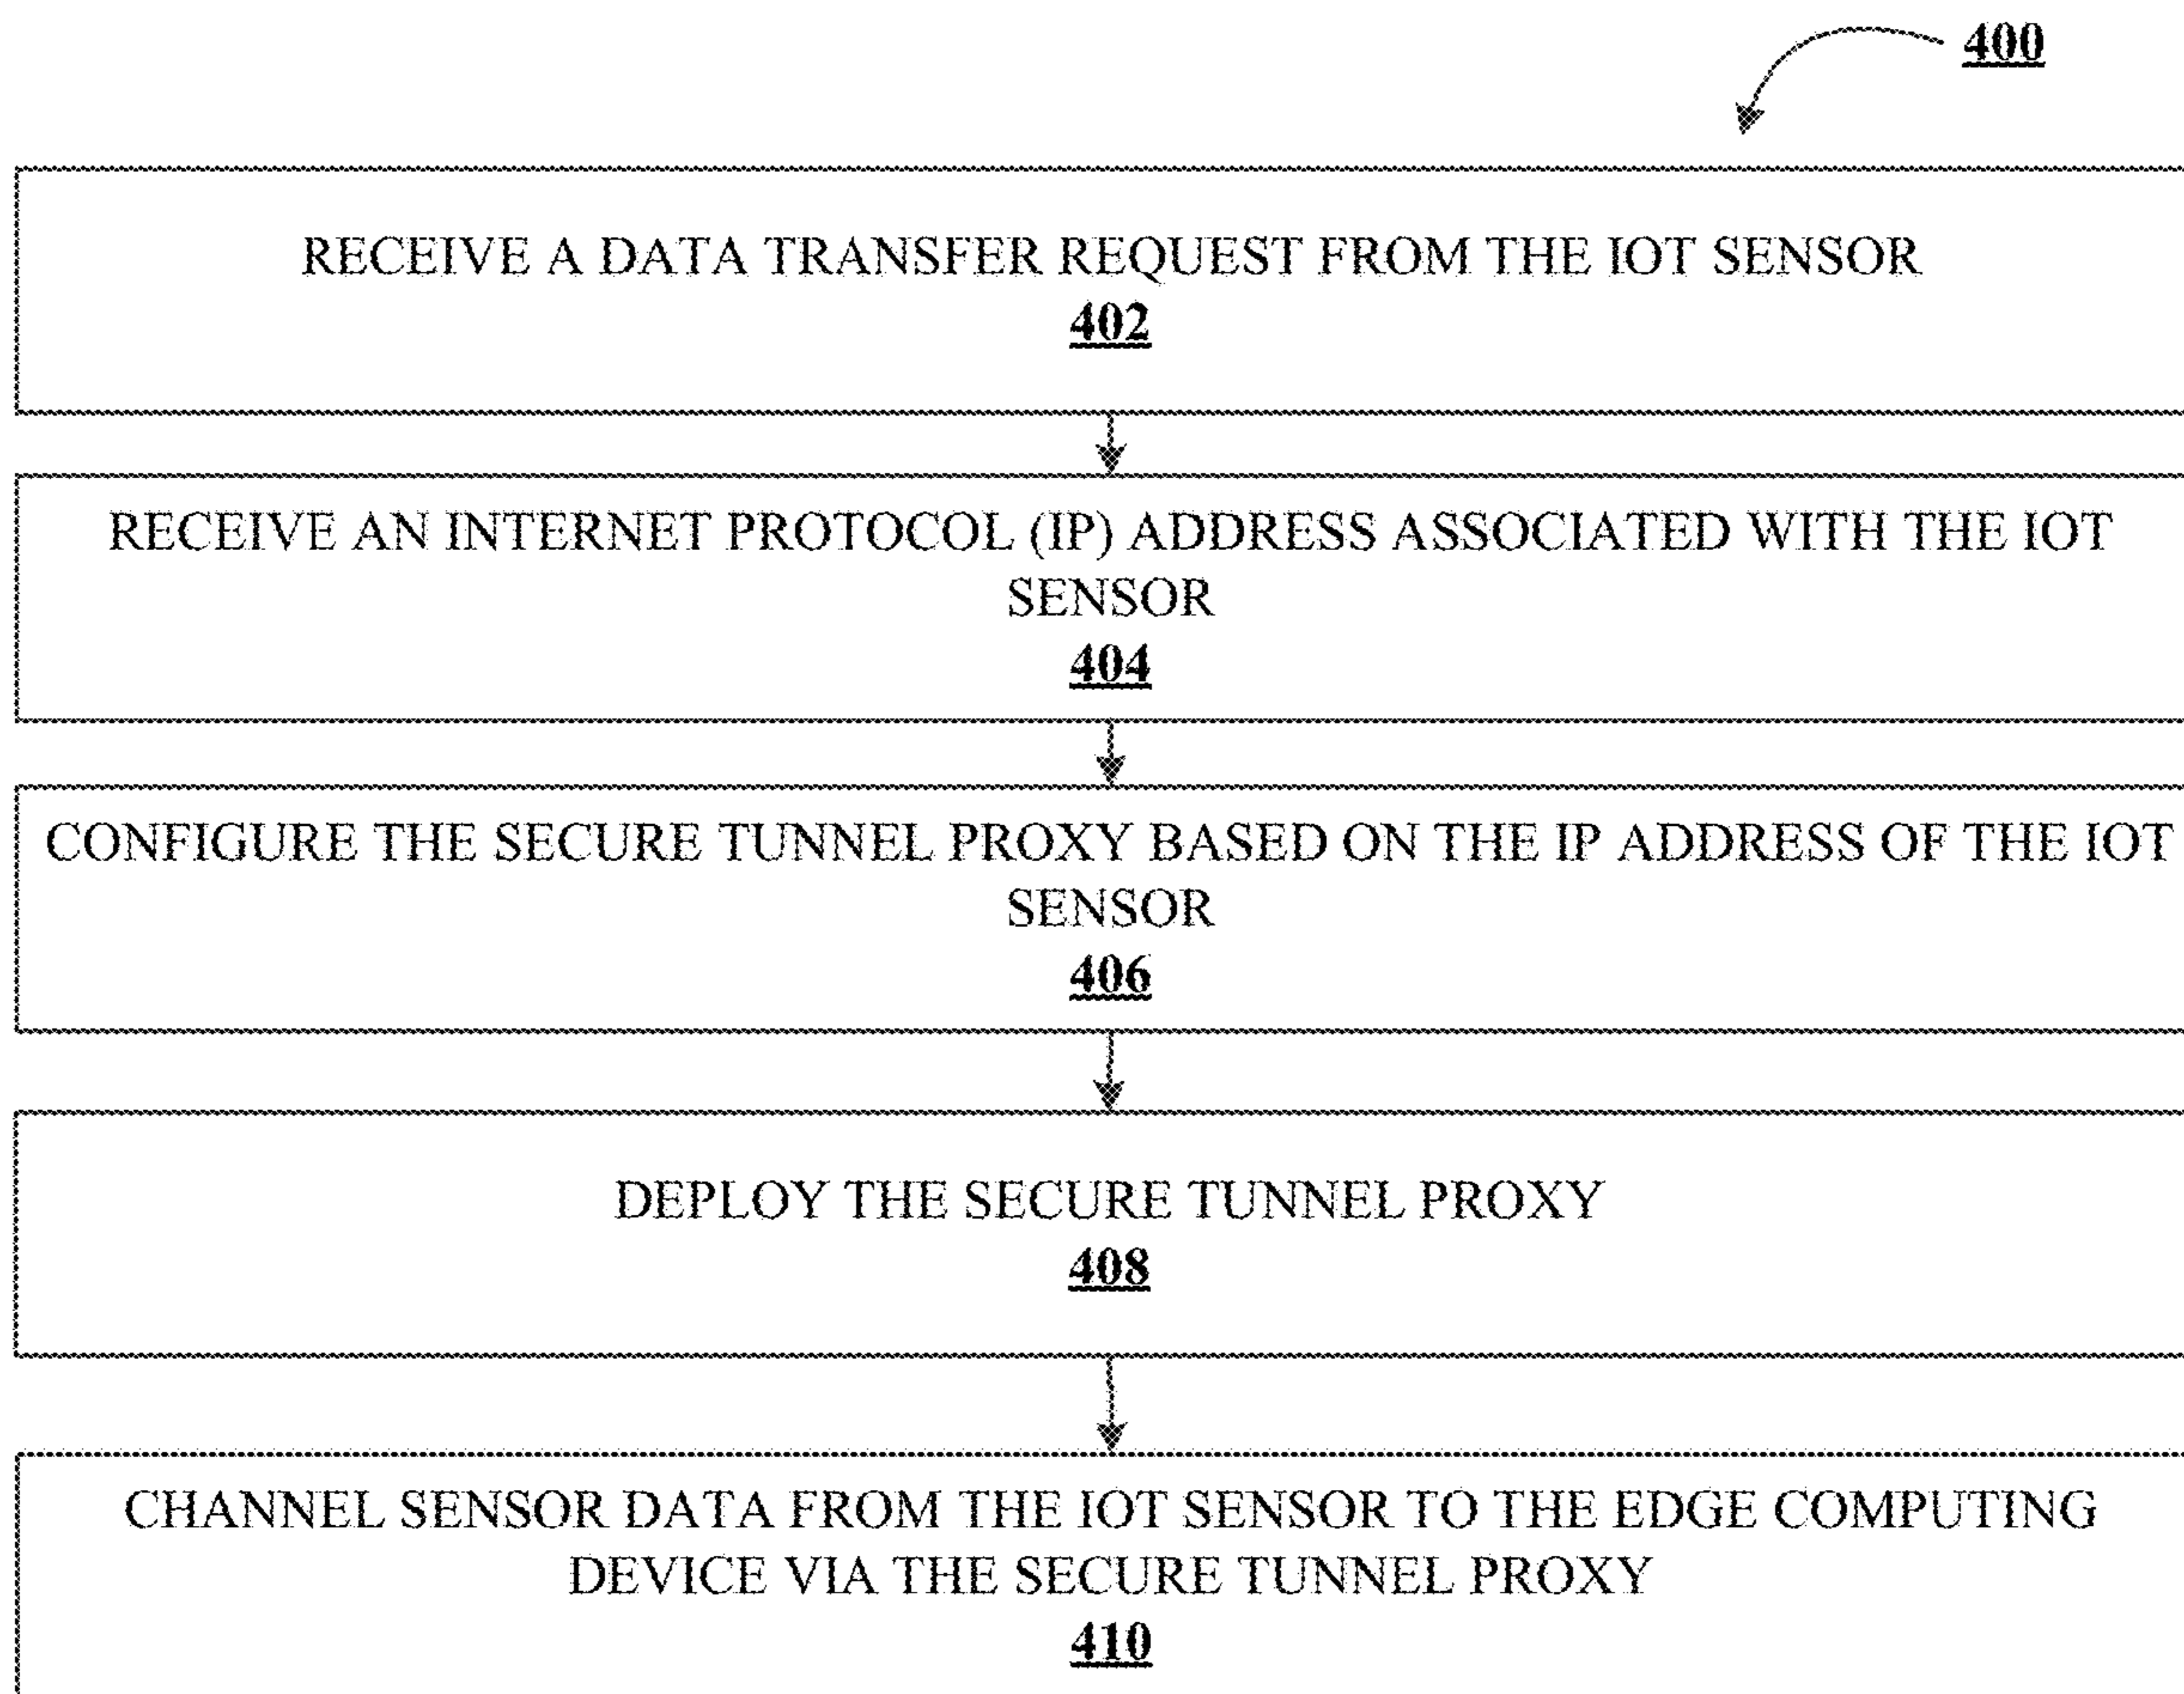 400
RECEIVE A DATA TRANSFER REQUEST FROM THE IOT SENSOR
402
RECEIVE AN INTERNET PROTOCOL (IP) ADDRESS ASSOCIATED WITH THE IOT
SENSOR
404
CONFIGURE THE SECURE TUNNEL PROXY BASED ON THE IP ADDRESS OF THE IOT
SENSOR
406
DEPLOY THE SECURE TUNNEL PROXY
408
CHANNEL SENSOR DATA FROM THE IOT SENSOR TO THE EDGE COMPUTING
DEVICE VIA THE SECURE TUNNEL PROXY
410